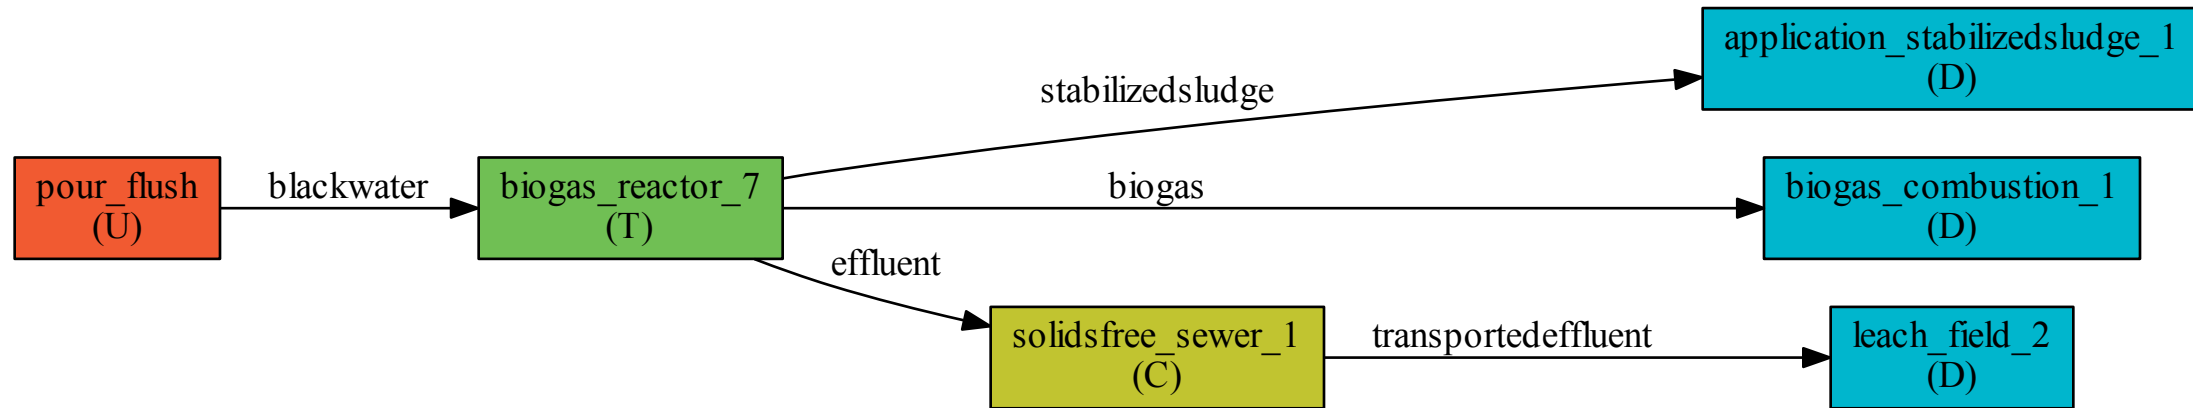 application_stabilizedsludge_1
(D)
stabilizedsludge
pour_flush
(U)
blackwater
biogas_reactor_7
(T)
biogas
biogas_combustion_1
(D)
effluent
solidsfree_sewer_1
(C)
transportedeffluent
leach_field_2
(D)